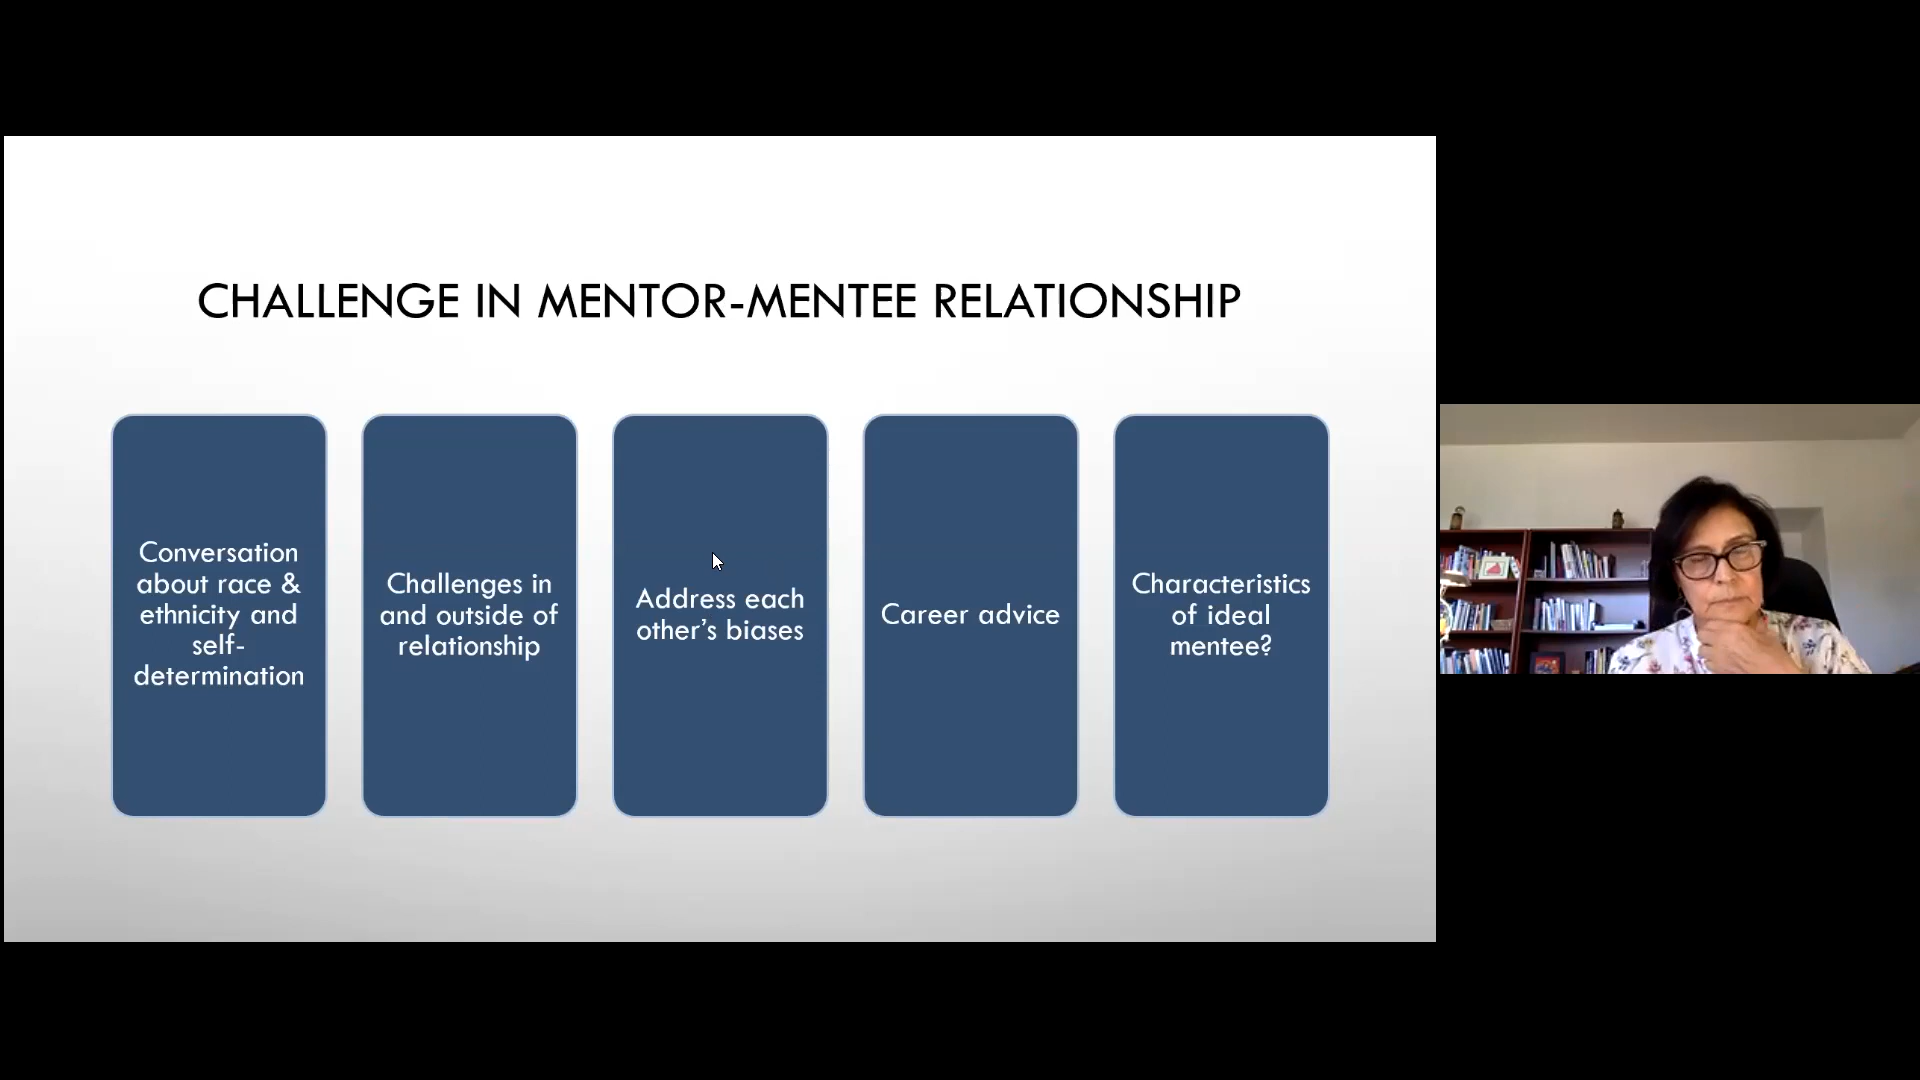 CHALLENGE IN MENTOR-MENTEE RELATIONSHIP
Conversation
about race &
ethnicity and
self-
determination
Challenges in
and outside of
relationship
Address each
other’s biases
Career advice
Characteristics
of ideal
mentee?